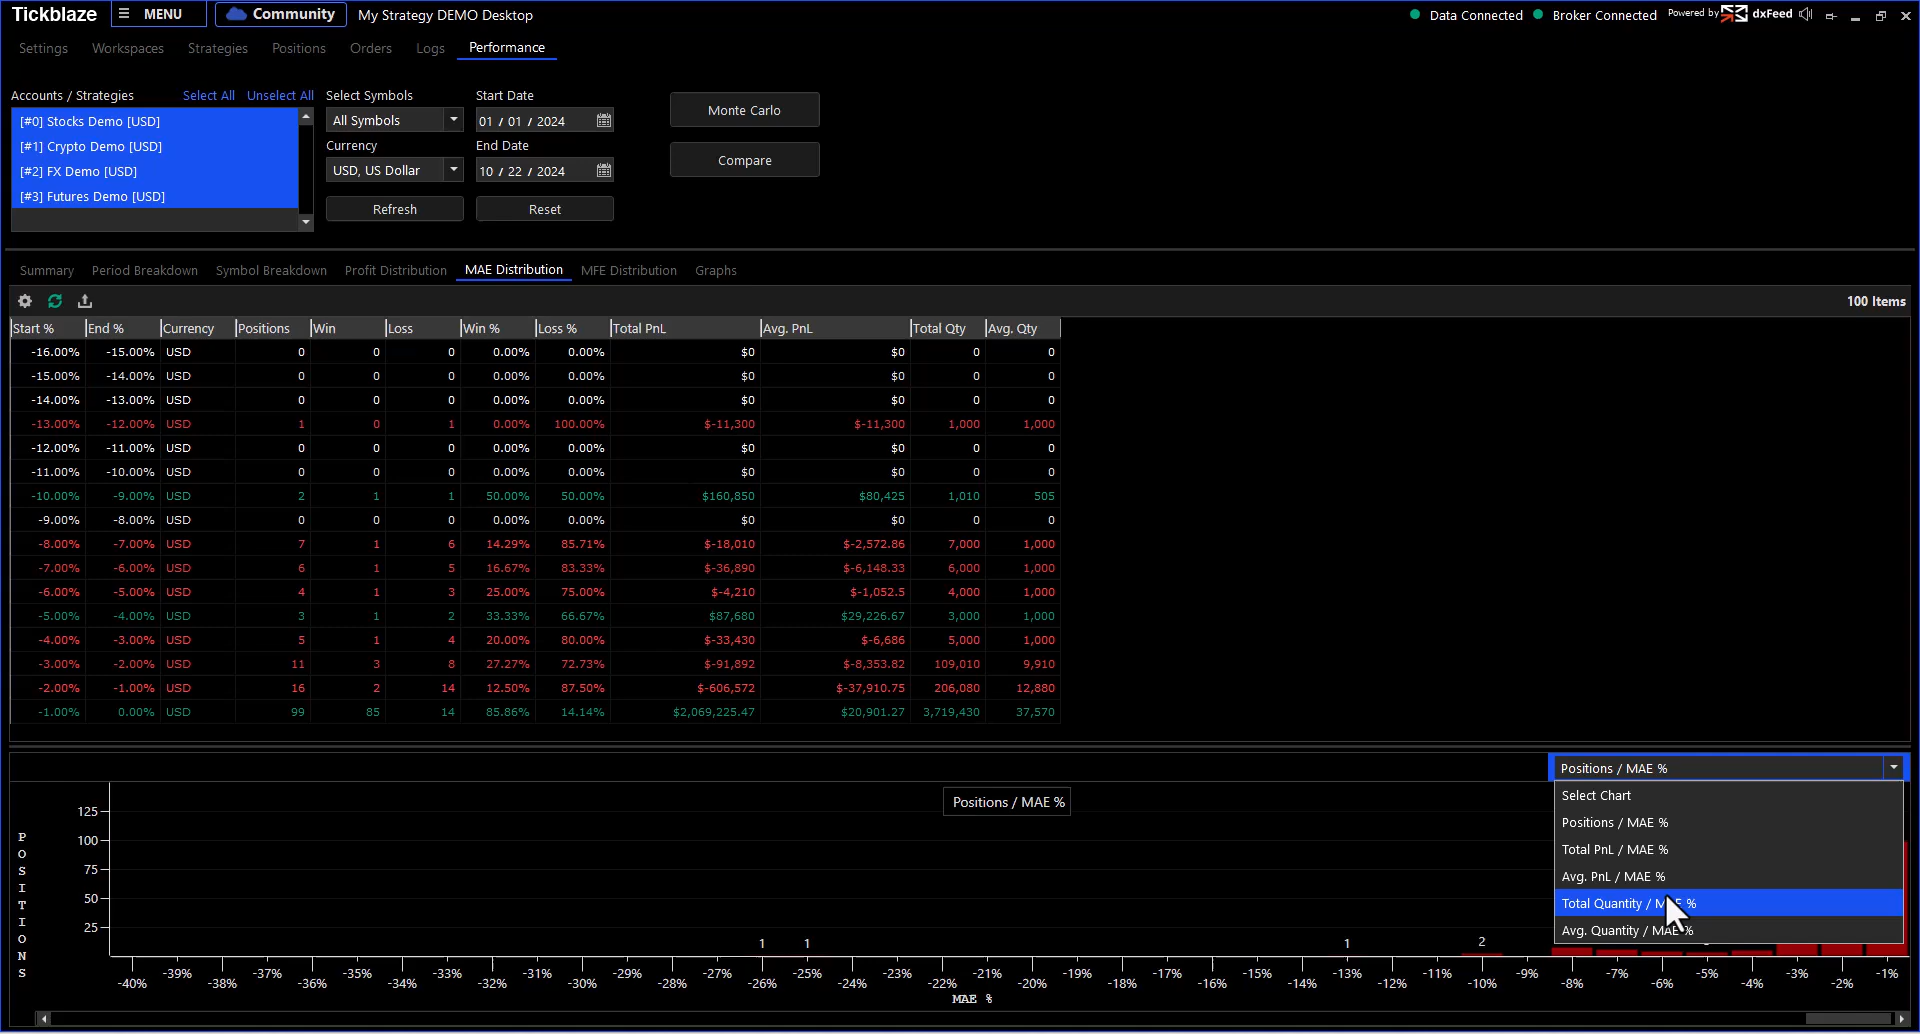 Tickblaze
MENU
Community
My Strategy DEMO Desktop
Data Connected
Broker Connected
Powered by dxFeed
Settings
Workspaces
Strategies
Positions
Orders
Logs
Performance
Accounts / Strategies
Select All
Unselect All
Select Symbols
Start Date
[#0] Stocks Demo [USD]
All Symbols
01 / 01 / 2024
Monte Carlo
[#1] Crypto Demo [USD]
Currency
End Date
[#2] FX Demo [USD]
USD, US Dollar
10 / 22 / 2024
Compare
[#3] Futures Demo [USD]
Refresh
Reset
Summary
Period Breakdown
Symbol Breakdown
Profit Distribution
MAE Distribution
MFE Distribution
Graphs
100 Items
Start % End % Currency Positions Win Loss Win % Loss % Total PnL Avg. PnL Total Qty Avg. Qty
-16.00% -15.00% USD 0 0 0 0.00% 0.00% $0 $0 0 0
-15.00% -14.00% USD 0 0 0 0.00% 0.00% $0 $0 0 0
-14.00% -13.00% USD 0 0 0 0.00% 0.00% $0 $0 0 0
-13.00% -12.00% USD 1 0 1 0.00% 100.00% $-11,300 $-11,300 1,000 1,000
-12.00% -11.00% USD 0 0 0 0.00% 0.00% $0 $0 0 0
-11.00% -10.00% USD 0 0 0 0.00% 0.00% $0 $0 0 0
-10.00% -9.00% USD 2 1 1 50.00% 50.00% $160,850 $80,425 1,010 505
-9.00% -8.00% USD 0 0 0 0.00% 0.00% $0 $0 0 0
-8.00% -7.00% USD 7 1 6 14.29% 85.71% $-18,010 $-2,572.86 7,000 1,000
-7.00% -6.00% USD 6 1 5 16.67% 83.33% $-36,890 $-6,148.33 6,000 1,000
-6.00% -5.00% USD 4 1 3 25.00% 75.00% $-4,210 $-1,052.5 4,000 1,000
-5.00% -4.00% USD 3 1 2 33.33% 66.67% $87,680 $29,226.67 3,000 1,000
-4.00% -3.00% USD 5 1 4 20.00% 80.00% $-33,430 $-6,686 5,000 1,000
-3.00% -2.00% USD 11 3 8 27.27% 72.73% $-91,892 $-8,353.82 109,010 9,910
-2.00% -1.00% USD 16 2 14 12.50% 87.50% $-606,572 $-37,910.75 206,080 12,880
-1.00% 0.00% USD 99 85 14 85.86% 14.14% $2,069,225.47 $20,901.27 3,719,430 37,570
Positions / MAE %
Select Chart
Positions / MAE %
Total PnL / MAE %
Avg. PnL / MAE %
Total Quantity / MAE %
Avg. Quantity / MAE %
Positions / MAE %
POSITIONS
125
100
75
50
25
1 1 1 2
-39% -37% -35% -33% -31% -29% -27% -25% -23% -21% -19% -17% -15% -13% -11% -9% -7% -5% -3% -1%
-40% -38% -36% -34% -32% -30% -28% -26% -24% -22% -20% -18% -16% -14% -12% -10% -8% -6% -4% -2%
MAE %